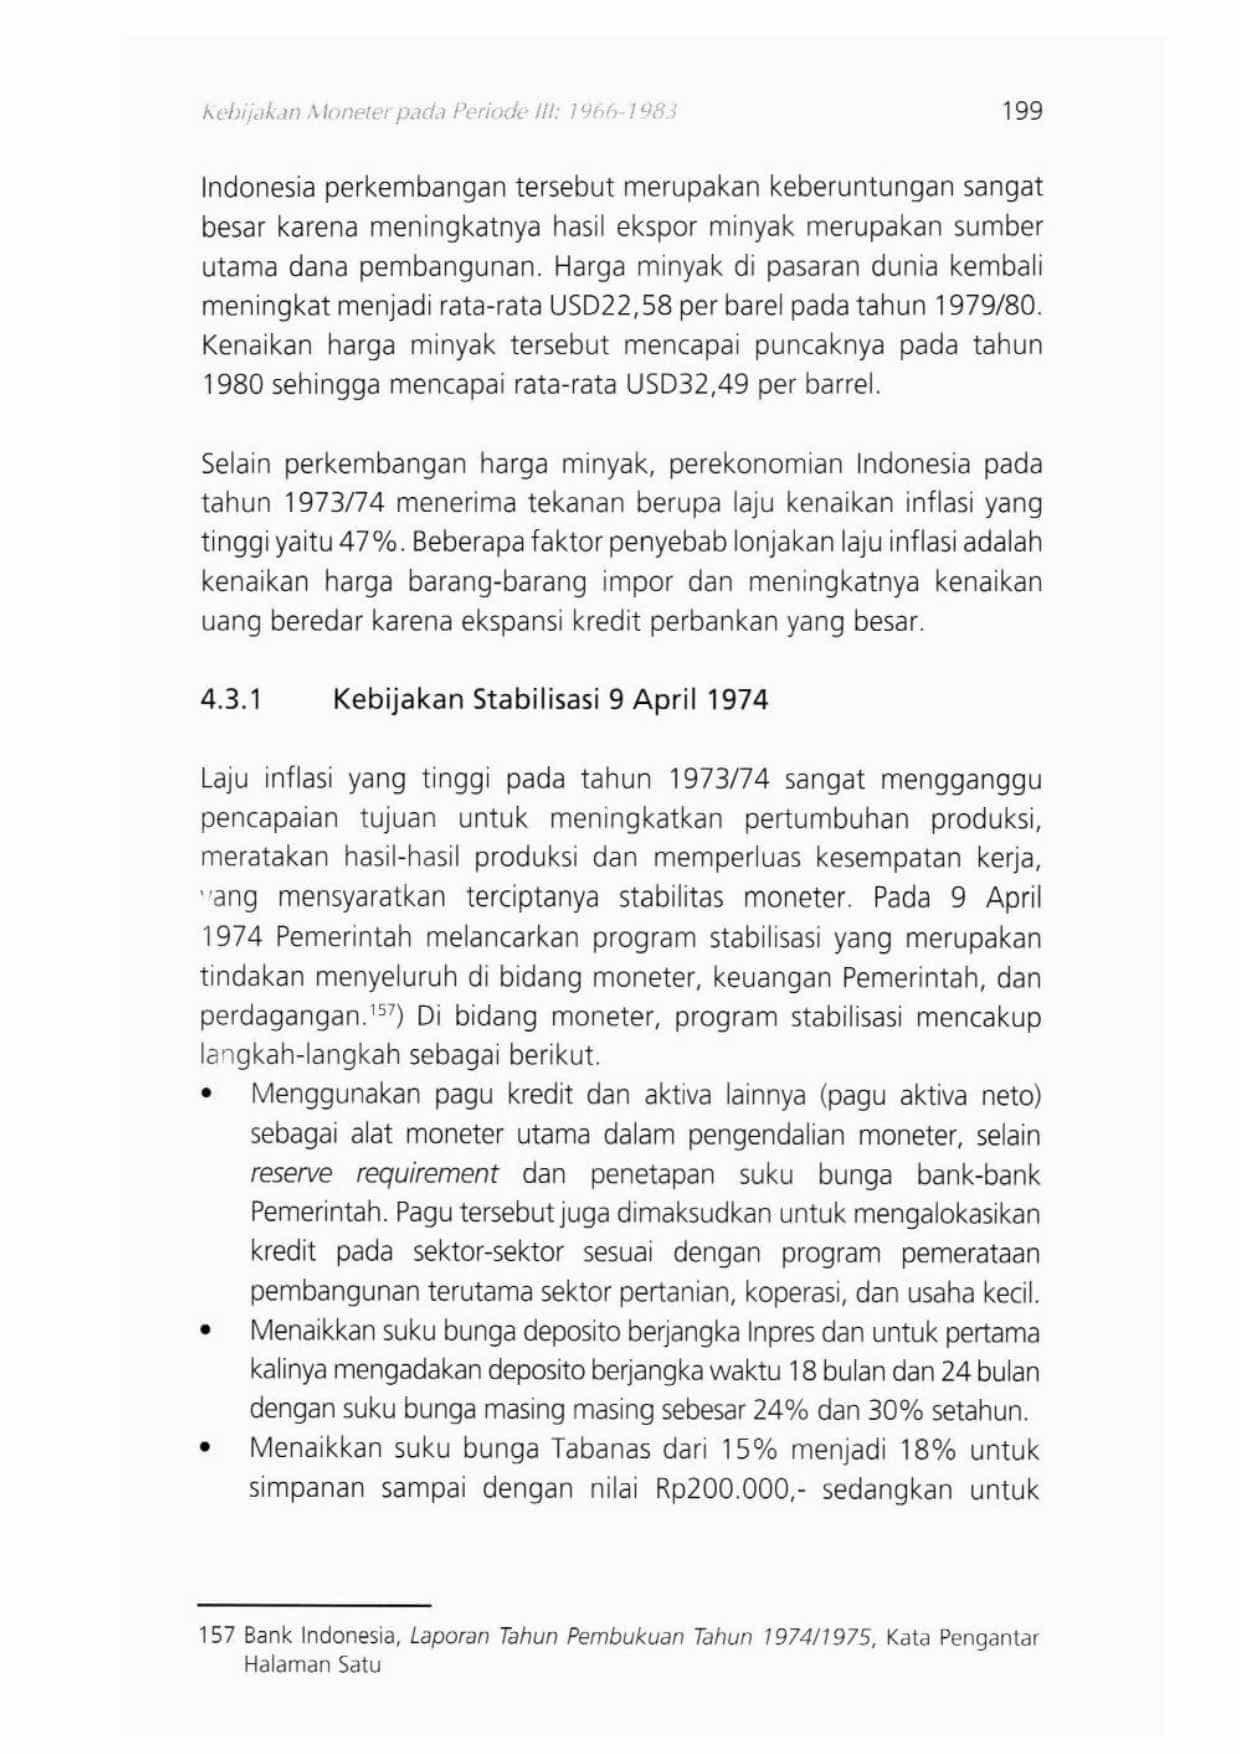 Kebijakan Moneter pada Periode III: 1966-1983 199
Indonesia perkembangan tersebut merupakan keberuntungan sangat
besar karena meningkatnya hasil ekspor minyak merupakan sumber
utama dana pembangunan. Harga minyak di pasaran dunia kembali
meningkat menjadi rata-rata USD22,58 per barel pada tahun 1979/80.
Kenaikan harga minyak tersebut mencapai puncaknya pada tahun
1980 sehingga mencapai rata-rata USD32,49 per barrel.
Selain perkembangan harga minyak, perekonomian Indonesia pada
tahun 1973/74 menerima tekanan berupa laju kenaikan inflasi yang
tinggi yaitu 47%. Beberapa faktor penyebab lonjakan laju inflasi adalah
kenaikan harga barang-barang impor dan meningkatnya kenaikan
uang beredar karena ekspansi kredit perbankan yang besar.
4.3.1 Kebijakan Stabilisasi 9 April 1974
Laju inflasi yang tinggi pada tahun 1973/74 sangat mengganggu
pencapaian tujuan untuk meningkatkan pertumbuhan produksi,
meratakan hasil-hasil produksi dan memperluas kesempatan kerja,
yang mensyaratkan terciptanya stabilitas moneter. Pada 9 April
1974 Pemerintah melancarkan program stabilisasi yang merupakan
tindakan menyeluruh di bidang moneter, keuangan Pemerintah, dan
perdagangan.¹⁵⁷) Di bidang moneter, program stabilisasi mencakup
langkah-langkah sebagai berikut.
• Menggunakan pagu kredit dan aktiva lainnya (pagu aktiva neto)
sebagai alat moneter utama dalam pengendalian moneter, selain
reserve requirement dan penetapan suku bunga bank-bank
Pemerintah. Pagu tersebut juga dimaksudkan untuk mengalokasikan
kredit pada sektor-sektor sesuai dengan program pemerataan
pembangunan terutama sektor pertanian, koperasi, dan usaha kecil.
• Menaikkan suku bunga deposito berjangka Inpres dan untuk pertama
kalinya mengadakan deposito berjangka waktu 18 bulan dan 24 bulan
dengan suku bunga masing masing sebesar 24% dan 30% setahun.
• Menaikkan suku bunga Tabanas dari 15% menjadi 18% untuk
simpanan sampai dengan nilai Rp200.000,- sedangkan untuk
157 Bank Indonesia, Laporan Tahun Pembukuan Tahun 1974/1975, Kata Pengantar
Halaman Satu